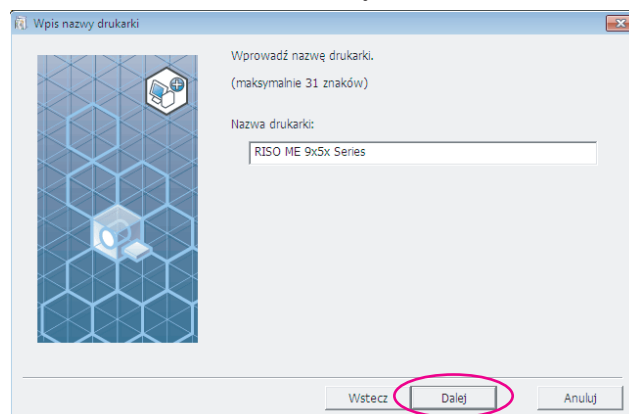 Wpis nazwy drukarki
Wprowadź nazwę drukarki.
(maksymalnie 31 znaków)
Nazwa drukarki:
RISO ME 9x5x Series
Wstecz
Dalej
Anuluj